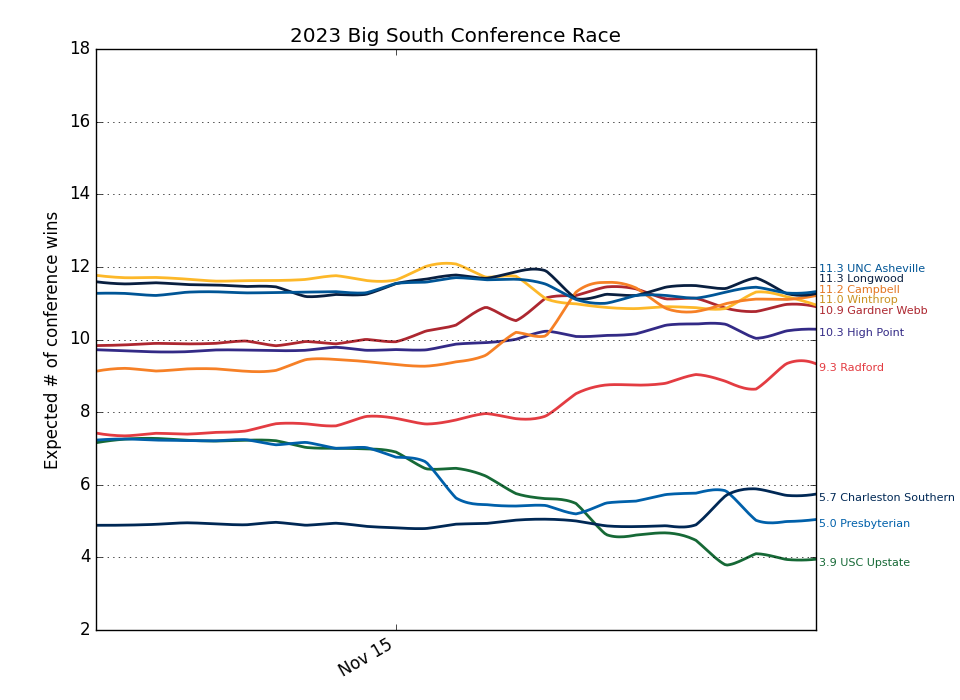 2023 Big South Conference Race
Expected # of conference wins
18
16
14
12
10
8
6
4
2
Nov 15
11.3 UNC Asheville
11.3 Longwood
11.2 Campbell
11.0 Winthrop
10.9 Gardner Webb
10.3 High Point
9.3 Radford
5.7 Charleston Southern
5.0 Presbyterian
3.9 USC Upstate